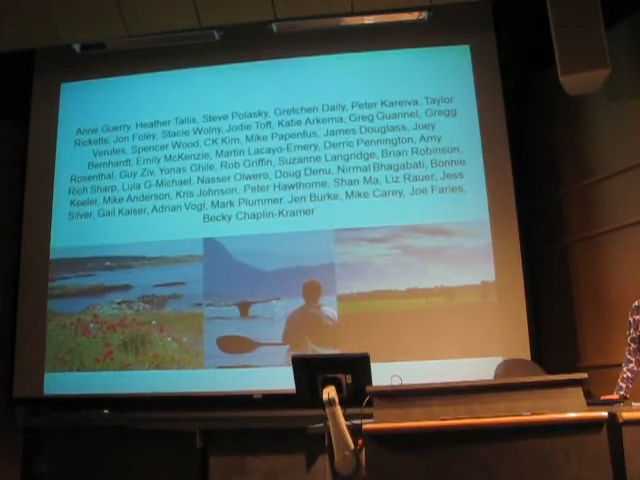 Anne Guerry, Heather Tallis, Steve Polasky, Gretchen Daily, Peter Kareiva, Taylor
Ricketts, Jon Foley, Stacie Wolny, Jodie Toft, Katie Arkema, Greg Guannel, Gregg
Verutes, Spencer Wood, CK Kim, Mike Papenfus, James Douglass, Joey
Bernhardt, Emily McKenzie, Martin Lacayo-Emery, Derric Pennington, Amy
Rosenthal, Guy Ziv, Yonas Ghile, Rob Griffin, Suzanne Langridge, Brian Robinson,
Rich Sharp, Lula G-Michael, Nasser Olwero, Doug Denu, Nirmal Bhagabati, Bonnie
Keeler, Mike Anderson, Kris Johnson, Peter Hawthorne, Shan Ma, Liz Rauer, Jess
Silver, Gail Kaiser, Adrian Vogl, Mark Plummer, Jen Burke, Mike Carey, Joe Faries,
Becky Chaplin-Kramer